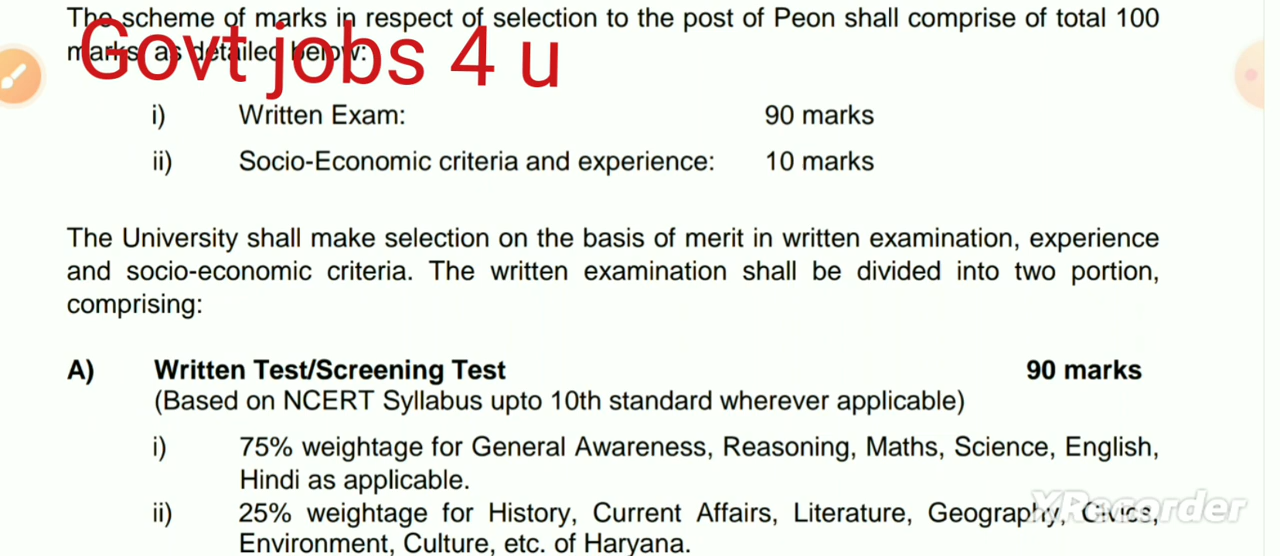 The scheme of marks in respect of selection to the post of Peon shall comprise of total 100
marks, as detailed below:
Govt jobs 4 u
i) Written Exam: 90 marks
ii) Socio-Economic criteria and experience: 10 marks
The University shall make selection on the basis of merit in written examination, experience
and socio-economic criteria. The written examination shall be divided into two portion,
comprising:
A) Written Test/Screening Test 90 marks
(Based on NCERT Syllabus upto 10th standard wherever applicable)
i) 75% weightage for General Awareness, Reasoning, Maths, Science, English,
Hindi as applicable.
ii) 25% weightage for History, Current Affairs, Literature, Geography, Civics,
Environment, Culture, etc. of Haryana.
XRecorder